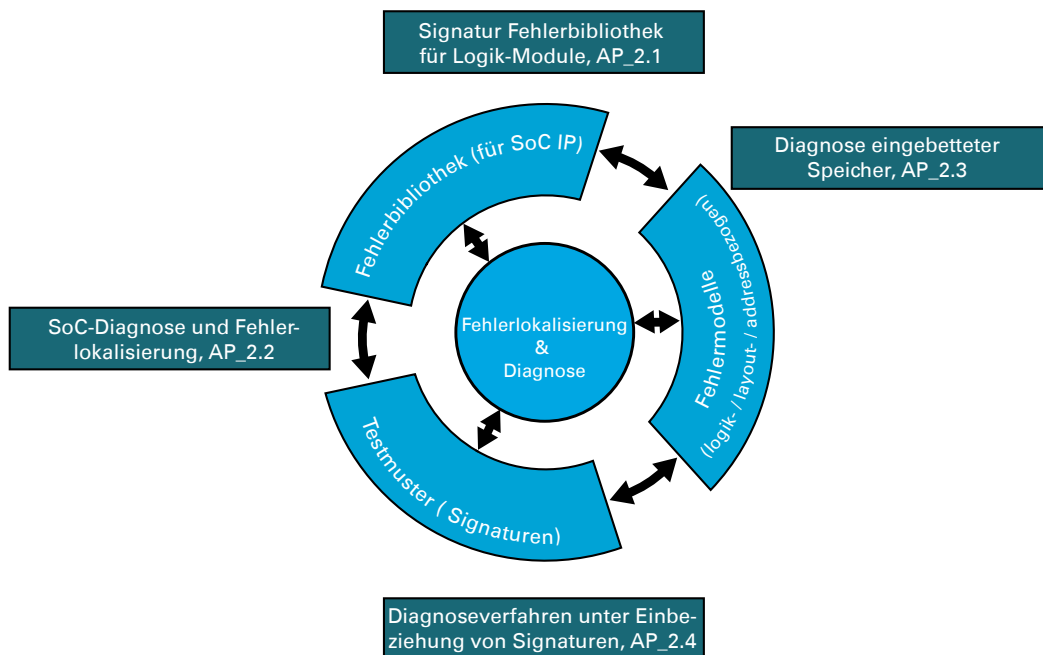 Signatur Fehlerbibliothek
für Logik-Module, AP_2.1
Diagnose eingebetteter
Speicher, AP_2.3
Fehlerbibliothek (für SoC IP)
Fehlermodelle
(logik- / layout- / addressbezogen)
SoC-Diagnose und Fehler-
lokalisierung, AP_2.2
Fehlerlokalisierung
&
Diagnose
Testmuster ( Signaturen)
Diagnoseverfahren unter Einbe-
ziehung von Signaturen, AP_2.4